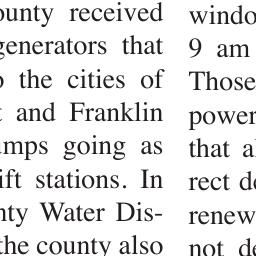 ounty received
generators that
the cities of
and Franklin
umps going as
ift stations. In
nty Water Dis-
the county also
windo
9 am
Those
power
that a
rect d
renew
not de